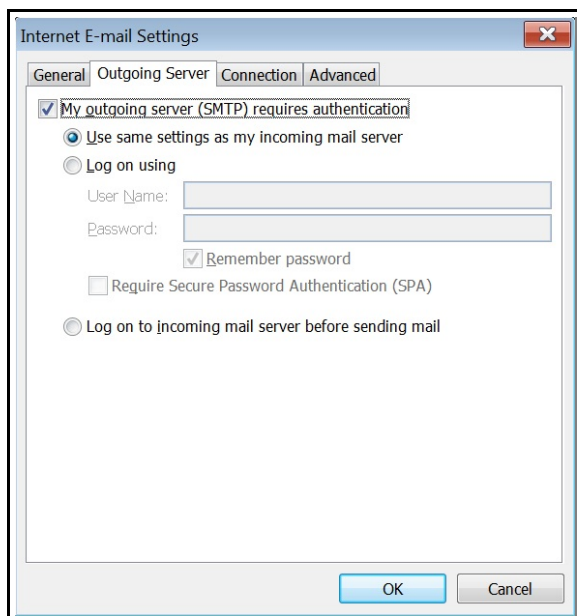 Internet E-mail Settings
General Outgoing Server Connection Advanced
My outgoing server (SMTP) requires authentication
Use same settings as my incoming mail server
Log on using
User Name:
Password:
Remember password
Require Secure Password Authentication (SPA)
Log on to incoming mail server before sending mail
OK Cancel